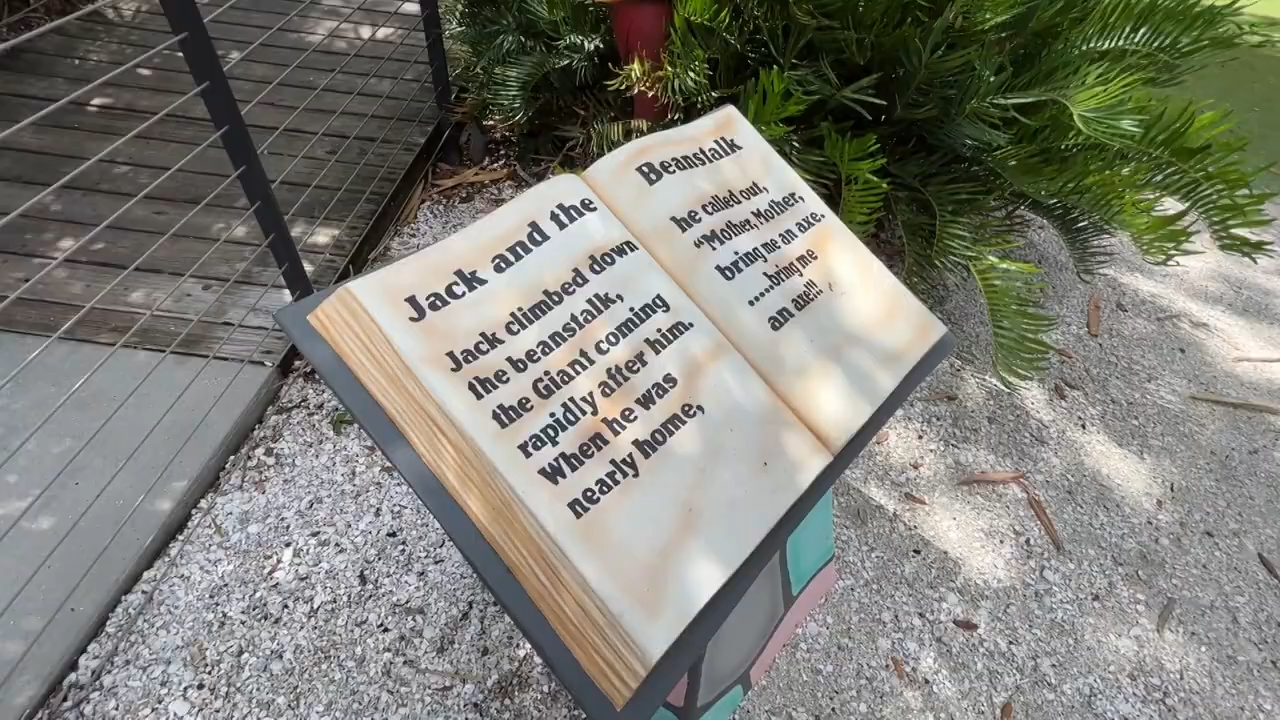 Jack and the
Jack climbed down
the beanstalk,
the Giant coming
rapidly after him.
When he was
nearly home,
Beanstalk
he called out,
"Mother, Mother,
bring me an axe.
.....bring me
an axe!!!